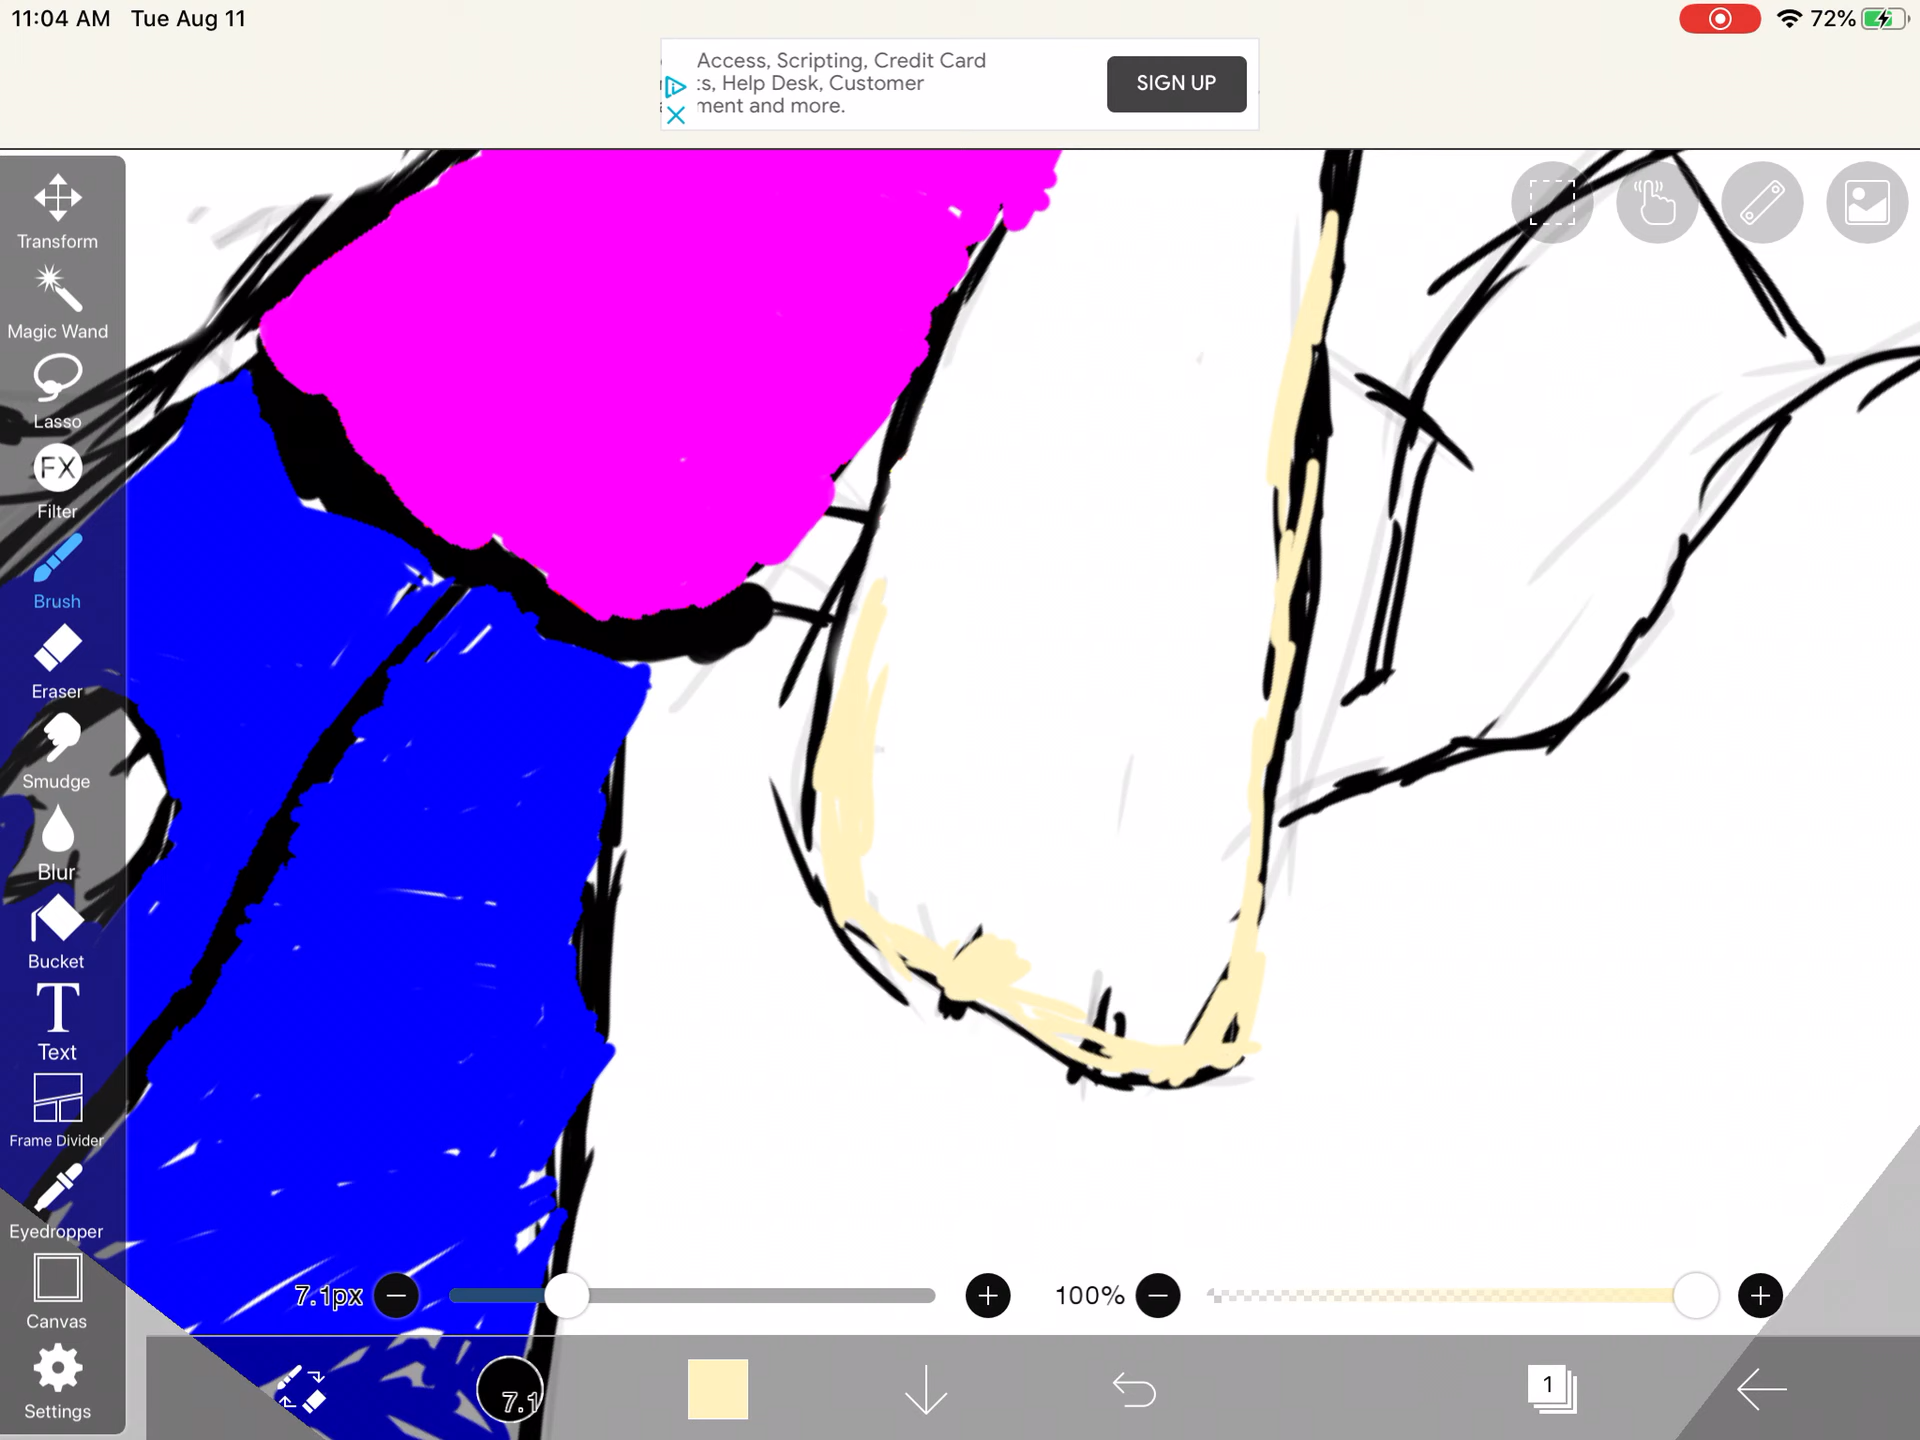 11:04 AM Tue Aug 11
72%
Access, Scripting, Credit Card
s, Help Desk, Customer
ment and more.
SIGN UP
Transform
Magic Wand
Lasso
FX
Filter
Brush
Eraser
Smudge
Blur
Bucket
T
Text
Frame Divider
Eyedropper
Canvas
Settings
7.1px
100%
7.1
1